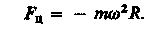 F_ц = − mω²R.